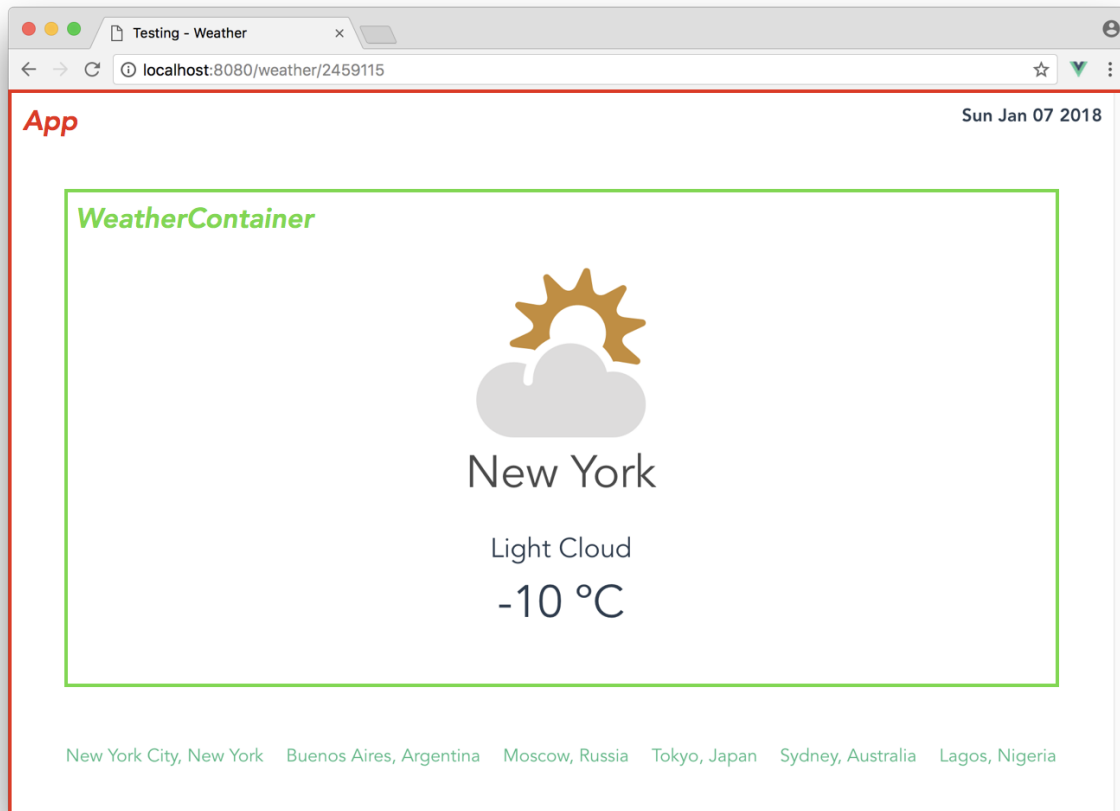 Testing - Weather
localhost:8080/weather/2459115
App
Sun Jan 07 2018
WeatherContainer
New York
Light Cloud
-10 °C
New York City, New York Buenos Aires, Argentina Moscow, Russia Tokyo, Japan Sydney, Australia Lagos, Nigeria